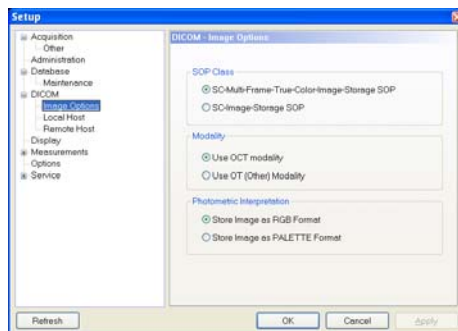 Setup
Acquisition
Other
Administration
Database
Maintenance
DICOM
Image Options
Local Host
Remote Host
Display
Measurements
Options
Service
DICOM - Image Options
SOP Class
SC-Multi-Frame-True-Color-Image-Storage SOP
SC-Image-Storage SOP
Modality
Use OCT modality
Use OT (Other) Modality
Photometric Interpretation
Store Image as RGB Format
Store Image as PALETTE Format
Refresh
OK
Cancel
Apply